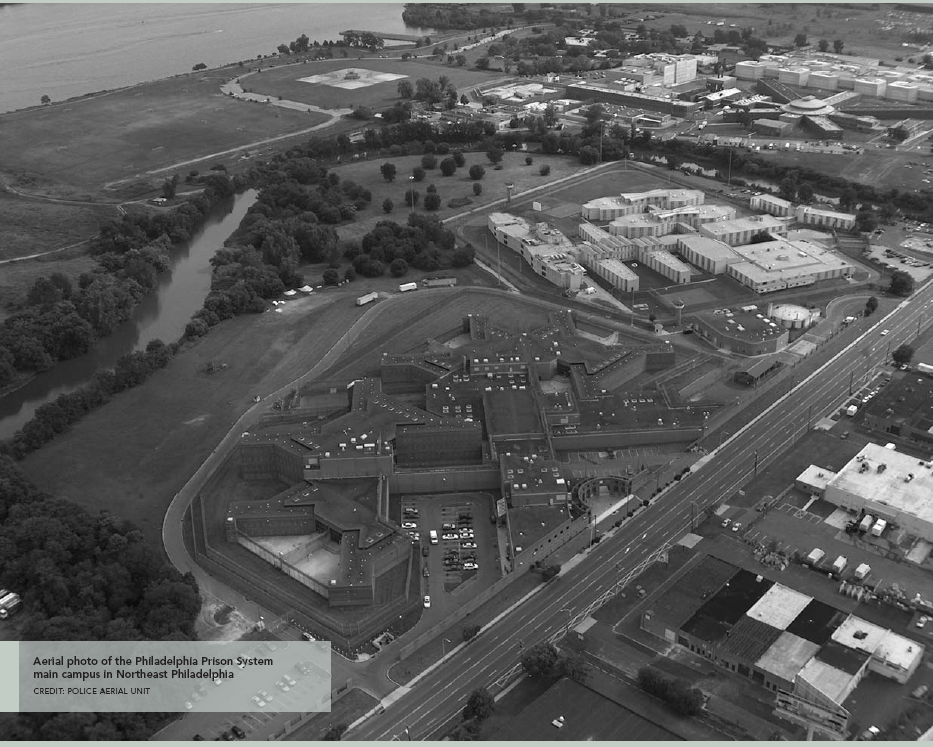 Aerial photo of the Philadelphia Prison System
main campus in Northeast Philadelphia
CREDIT: POLICE AERIAL UNIT